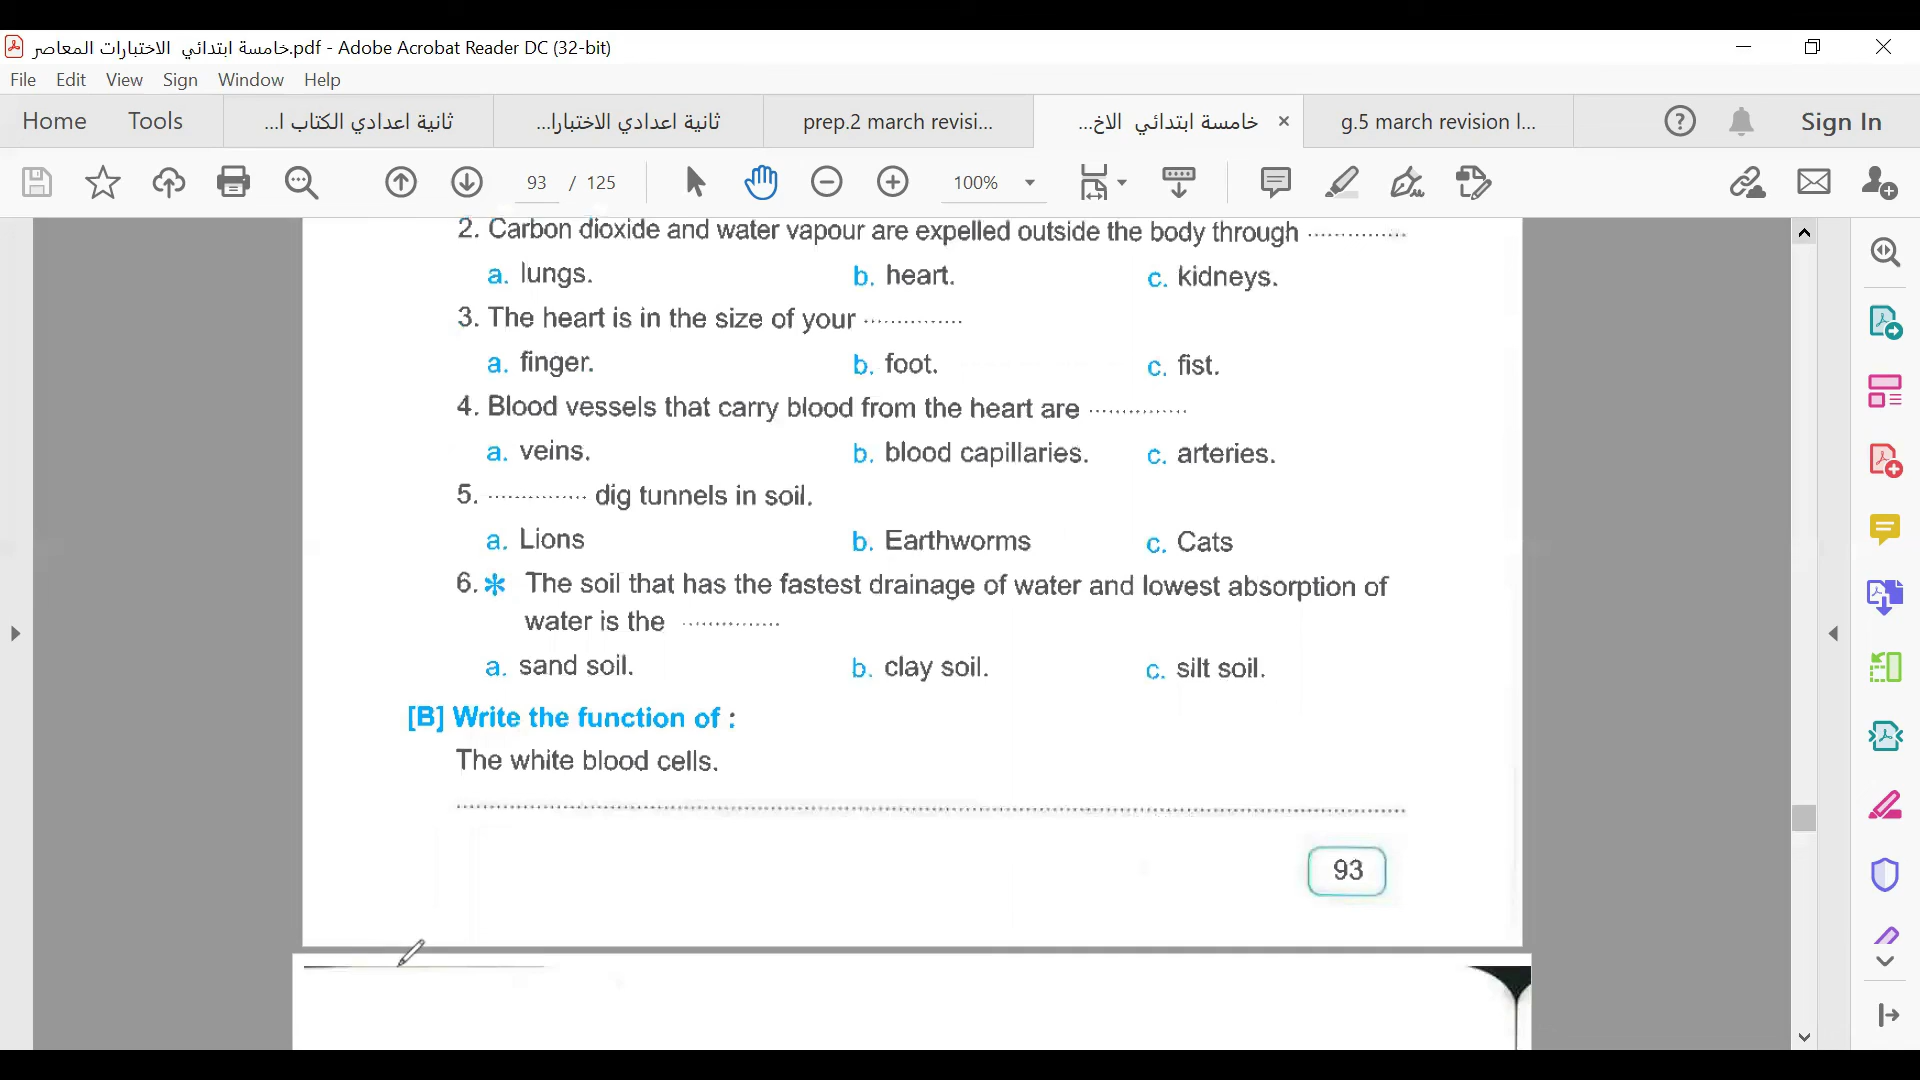 خامسة ابتدائي  الاختبارات المعاصر.pdf - Adobe Acrobat Reader DC (32-bit)
File Edit View Sign Window Help
Home Tools ثانية اعدادي الكتاب ا... ثانية اعدادي الاختبارا... prep.2 march revisi... خامسة ابتدائي  الاخ... × g.5 march revision l... Sign In
93 / 125 100%
2. Carbon dioxide and water vapour are expelled outside the body through ..............
a. lungs. b. heart. c. kidneys.
3. The heart is in the size of your ..............
a. finger. b. foot. c. fist.
4. Blood vessels that carry blood from the heart are ..............
a. veins. b. blood capillaries. c. arteries.
5. .............. dig tunnels in soil.
a. Lions b. Earthworms c. Cats
6.* The soil that has the fastest drainage of water and lowest absorption of
water is the ..............
a. sand soil. b. clay soil. c. silt soil.
[B] Write the function of :
The white blood cells.
93